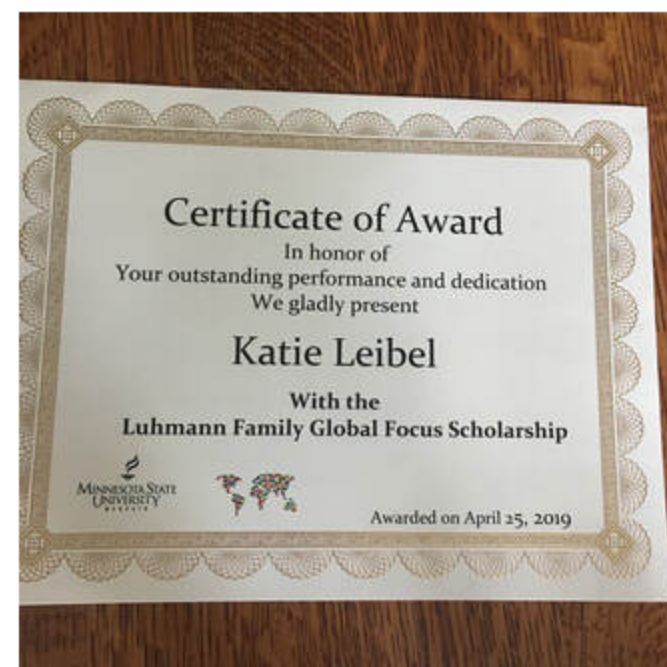 Certificate of Award
In honor of
Your outstanding performance and dedication
We gladly present
Katie Leibel
With the
Luhmann Family Global Focus Scholarship
MINNESOTA STATE
UNIVERSITY
MANKATO
Awarded on April 25, 2019